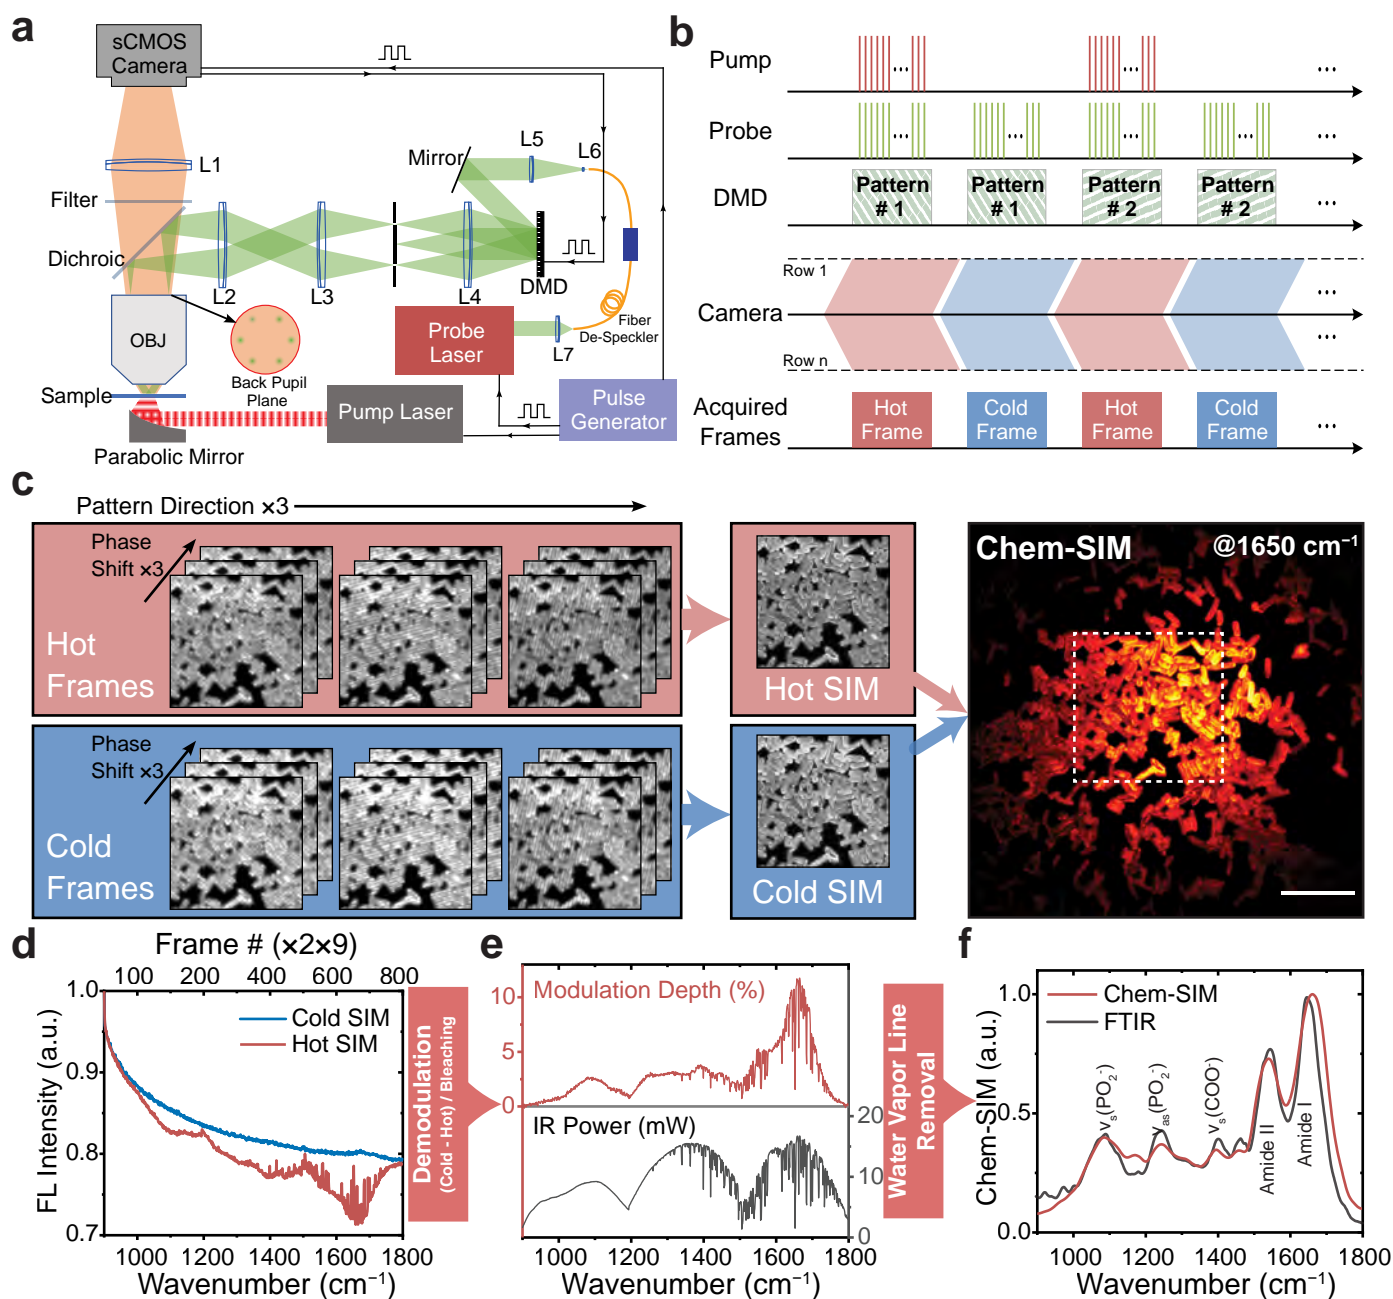 a
sCMOS
Camera
L1
Filter
Dichroic
Mirror
L5
L6
L2
L3
L4
DMD
OBJ
Back Pupil
Plane
Probe
Laser
L7
Fiber
De-Speckler
Sample
Pump Laser
Pulse
Generator
Parabolic Mirror
b
Pump
...
...
...
Probe
...
...
...
...
...
DMD
Pattern
# 1
Pattern
# 1
Pattern
# 2
Pattern
# 2
...
Row 1
Camera
...
...
Row n
Acquired
Frames
Hot
Frame
Cold
Frame
Hot
Frame
Cold
Frame
...
c
Pattern Direction ×3
Phase
Shift ×3
Hot
Frames
Hot SIM
Phase
Shift ×3
Cold
Frames
Cold SIM
Chem-SIM
@1650 cm⁻¹
d
Frame # (×2×9)
100 200 400 500 600 800
1.0
0.9
0.8
0.7
FL Intensity (a.u.)
Cold SIM
Hot SIM
1000 1200 1400 1600 1800
Wavenumber (cm⁻¹)
Demodulation
(Cold - Hot) / Bleaching
e
Modulation Depth (%)
10
5
0
IR Power (mW)
20
10
0
1000 1200 1400 1600 1800
Wavenumber (cm⁻¹)
Water Vapor Line
Removal
f
Chem-SIM
FTIR
1.0
0.5
0.0
Chem-SIM (a.u.)
νs(PO₂⁻)
νas(PO₂⁻)
νs(COO⁻)
Amide II
Amide I
1000 1200 1400 1600 1800
Wavenumber (cm⁻¹)